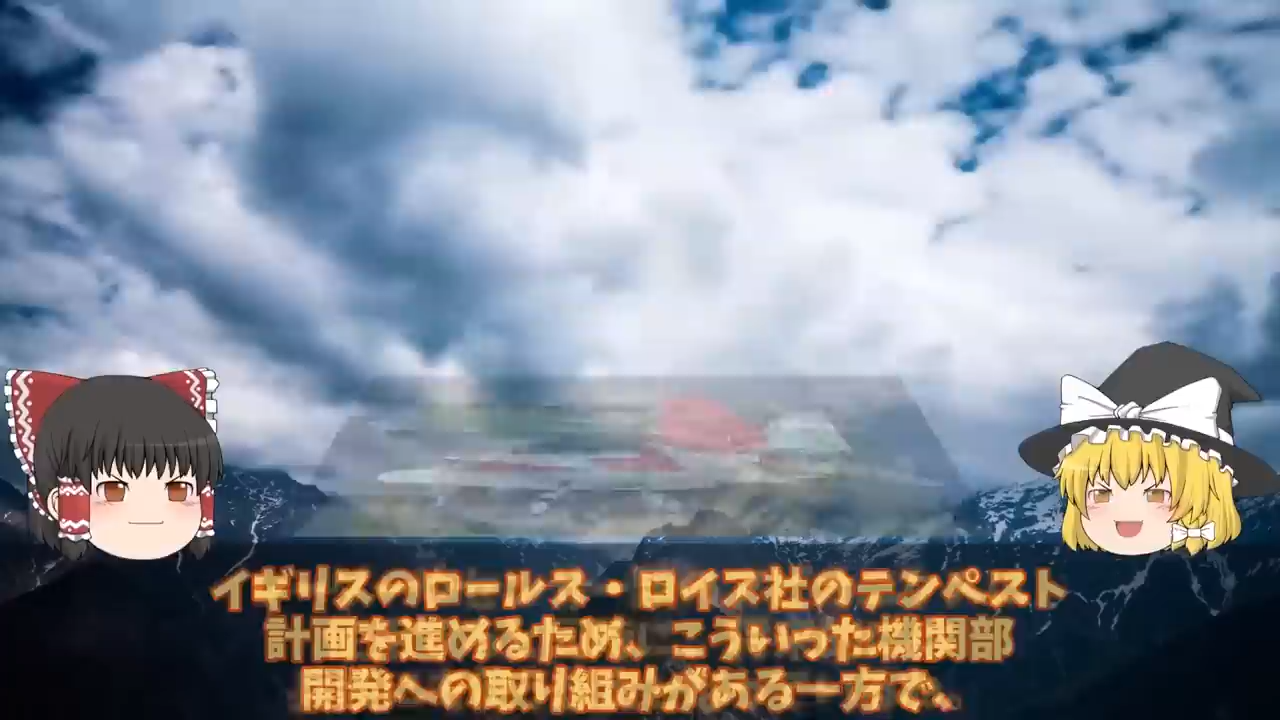 イギリスのロールス・ロイス社のテンペスト
計画を進めるため、こういった機関部
開発への取り組みがある一方で、